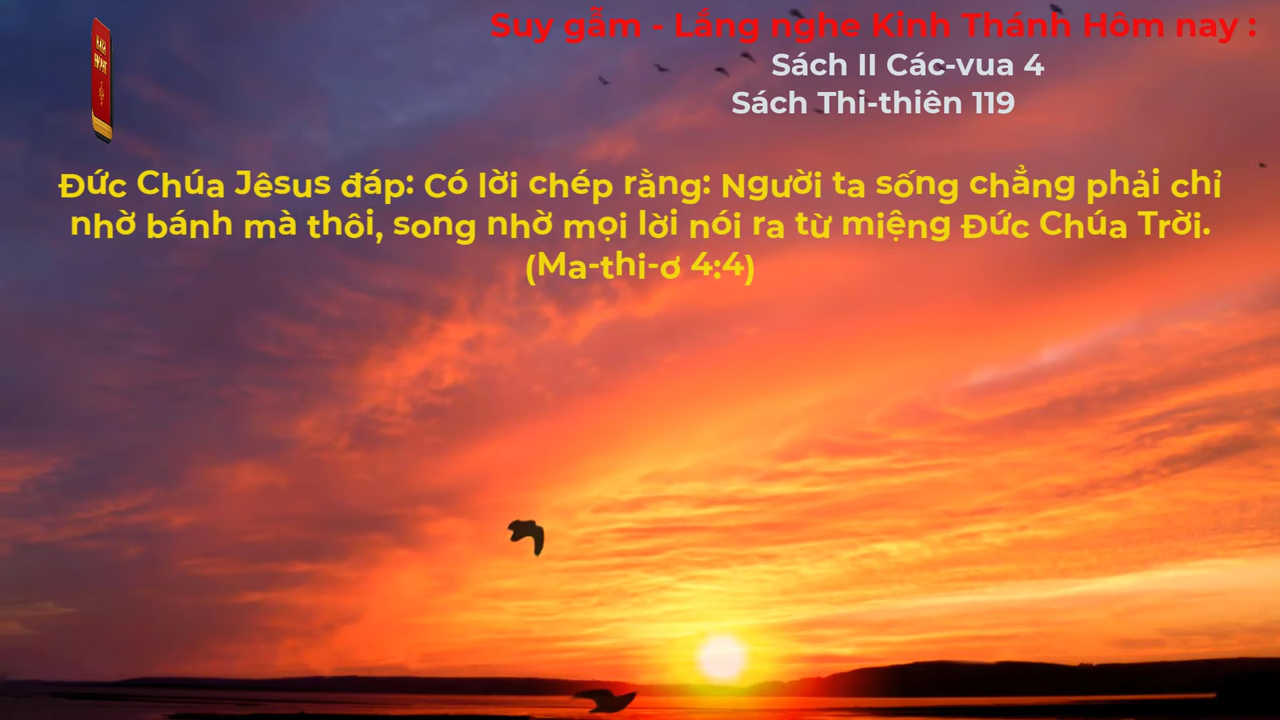 Suy gẫm - Lắng nghe Kinh Thánh Hôm nay :
Sách II Các-vua 4
Sách Thi-thiên 119
Đức Chúa Jêsus đáp: Có lời chép rằng: Người ta sống chẳng phải chỉ
nhờ bánh mà thôi, song nhờ mọi lời nói ra từ miệng Đức Chúa Trời.
(Ma-thi-ơ 4:4)